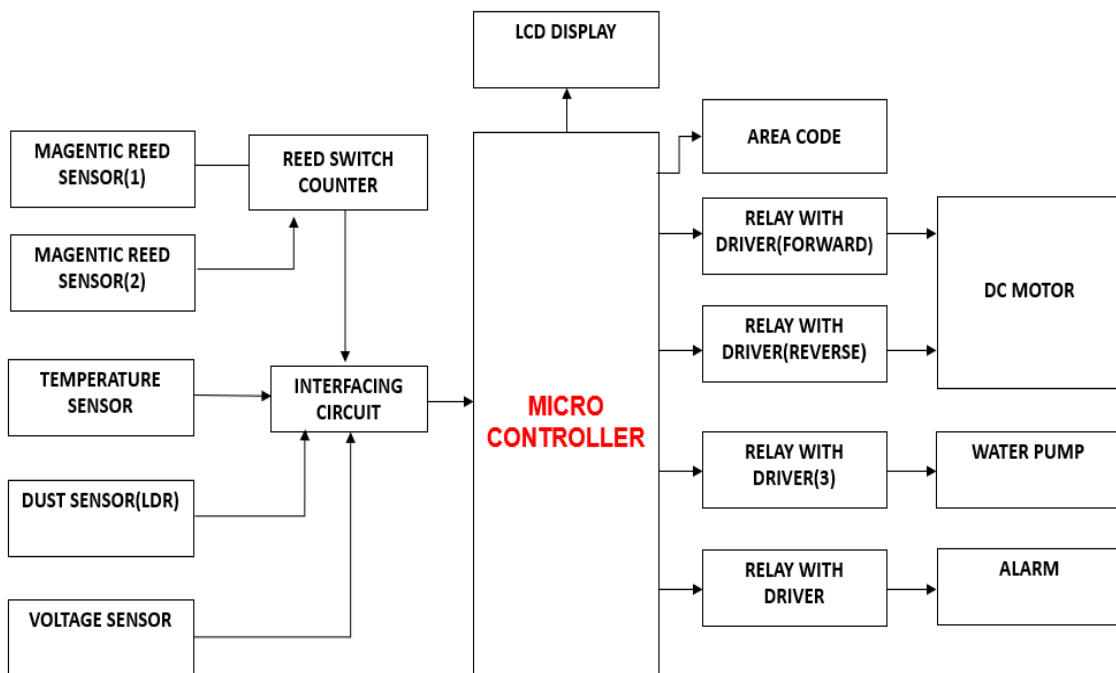 LCD DISPLAY
MAGENTIC REED
SENSOR(1)
REED SWITCH
COUNTER
AREA CODE
MAGENTIC REED
SENSOR(2)
RELAY WITH
DRIVER(FORWARD)
DC MOTOR
RELAY WITH
DRIVER(REVERSE)
TEMPERATURE
SENSOR
INTERFACING
CIRCUIT
MICRO
CONTROLLER
RELAY WITH
DRIVER(3)
WATER PUMP
DUST SENSOR(LDR)
RELAY WITH
DRIVER
ALARM
VOLTAGE SENSOR